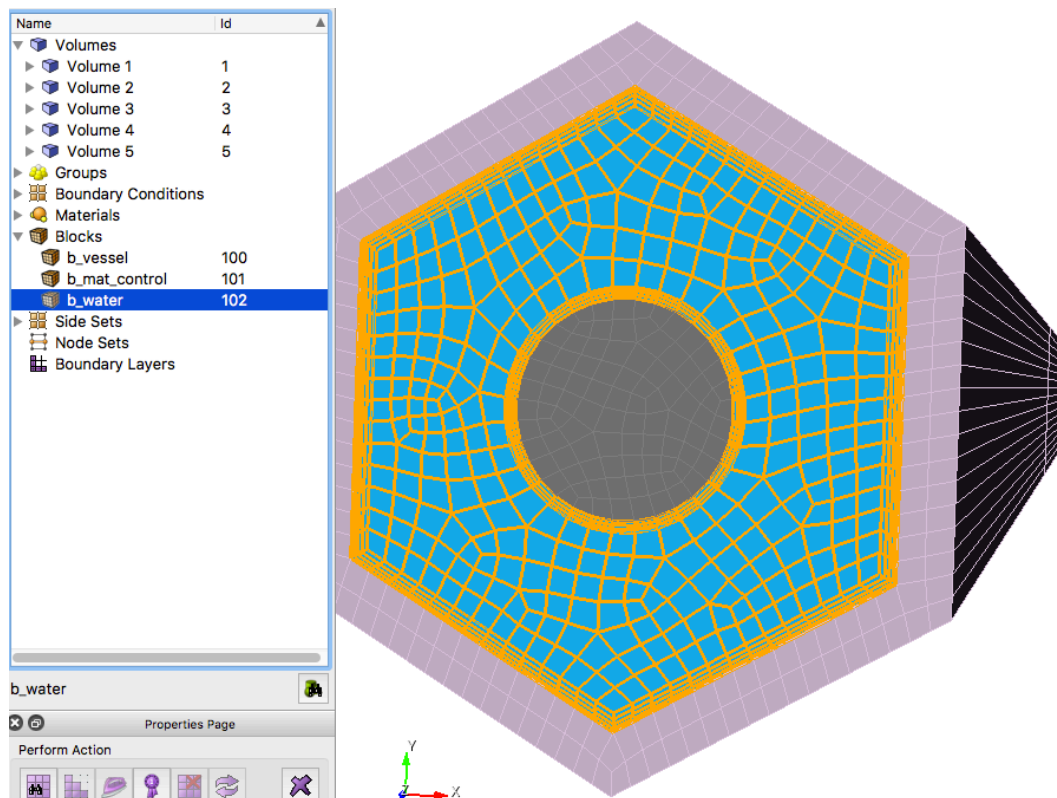 Name Id
Volumes
Volume 1 1
Volume 2 2
Volume 3 3
Volume 4 4
Volume 5 5
Groups
Boundary Conditions
Materials
Blocks
b_vessel 100
b_mat_control 101
b_water 102
Side Sets
Node Sets
Boundary Layers
b_water
Properties Page
Perform Action
Y
Z
X